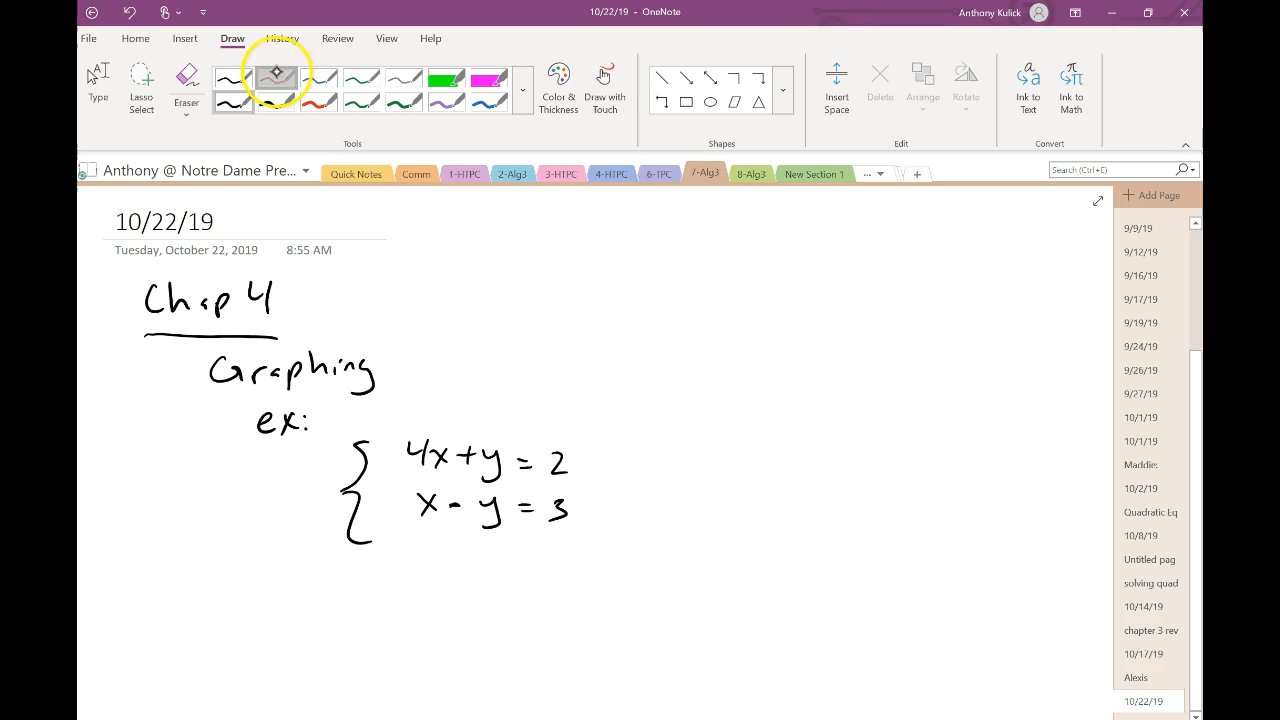 10/22/19 - OneNote
Anthony Kulick
File Home Insert Draw History Review View Help
Type
Lasso Select
Eraser
Color & Thickness
Draw with Touch
Insert Space
Delete
Arrange
Rotate
Ink to Text
Ink to Math
Tools
Shapes
Edit
Convert
Anthony @ Notre Dame Pre...
Quick Notes
Comm
1-HTPC
2-Alg3
3-HTPC
4-HTPC
6-TPC
7-Alg3
8-Alg3
New Section 1
...
Search (Ctrl+E)
Add Page
10/22/19
Tuesday, October 22, 2019 8:55 AM
Chap 4
Graphing
ex:
4x+y = 2
x - y = 3
9/9/19
9/12/19
9/16/19
9/17/19
9/19/19
9/24/19
9/26/19
9/27/19
10/1/19
10/1/19
Maddie:
10/2/19
Quadratic Eq
10/8/19
Untitled pag
solving quad
10/14/19
chapter 3 rev
10/17/19
Alexis
10/22/19